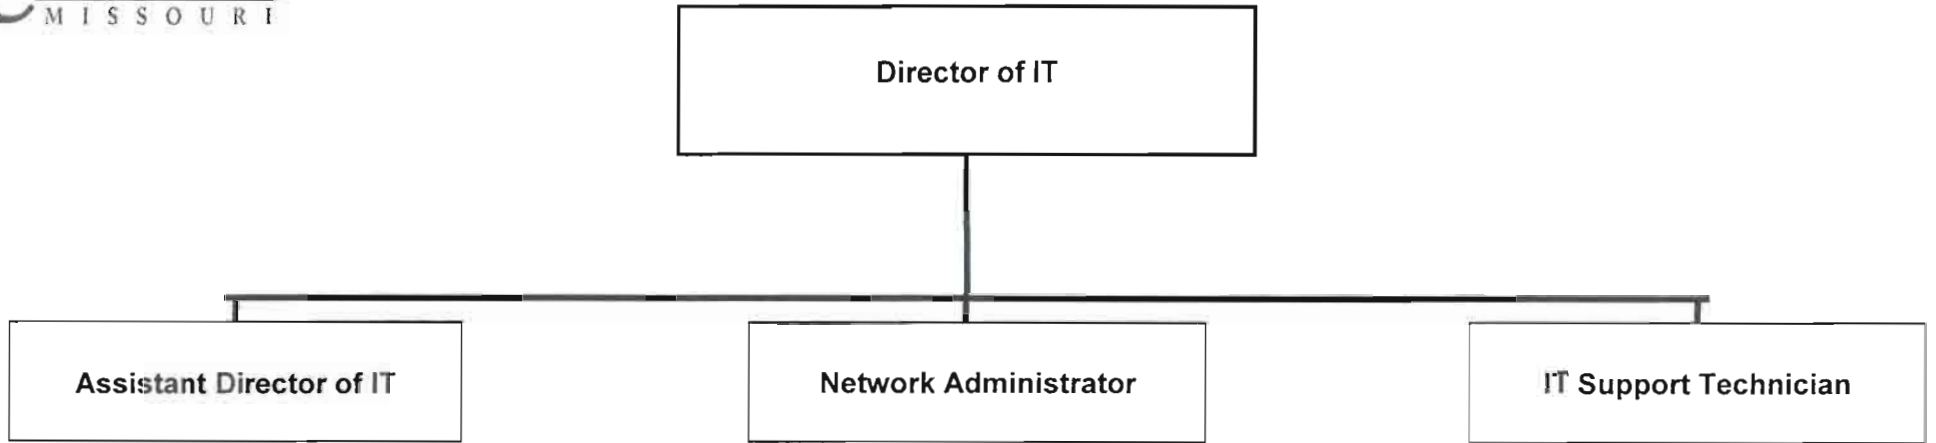 MISSOURI
Director of IT
Assistant Director of IT
Network Administrator
IT Support Technician